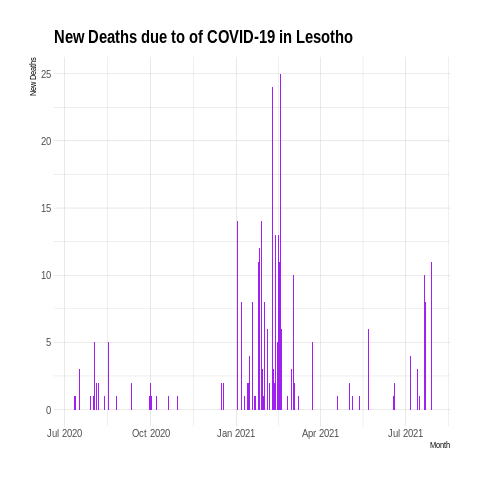 New Deaths due to of COVID-19 in Lesotho
New Deaths
25
20
15
10
5
0
Jul 2020 Oct 2020 Jan 2021 Apr 2021 Jul 2021
Month